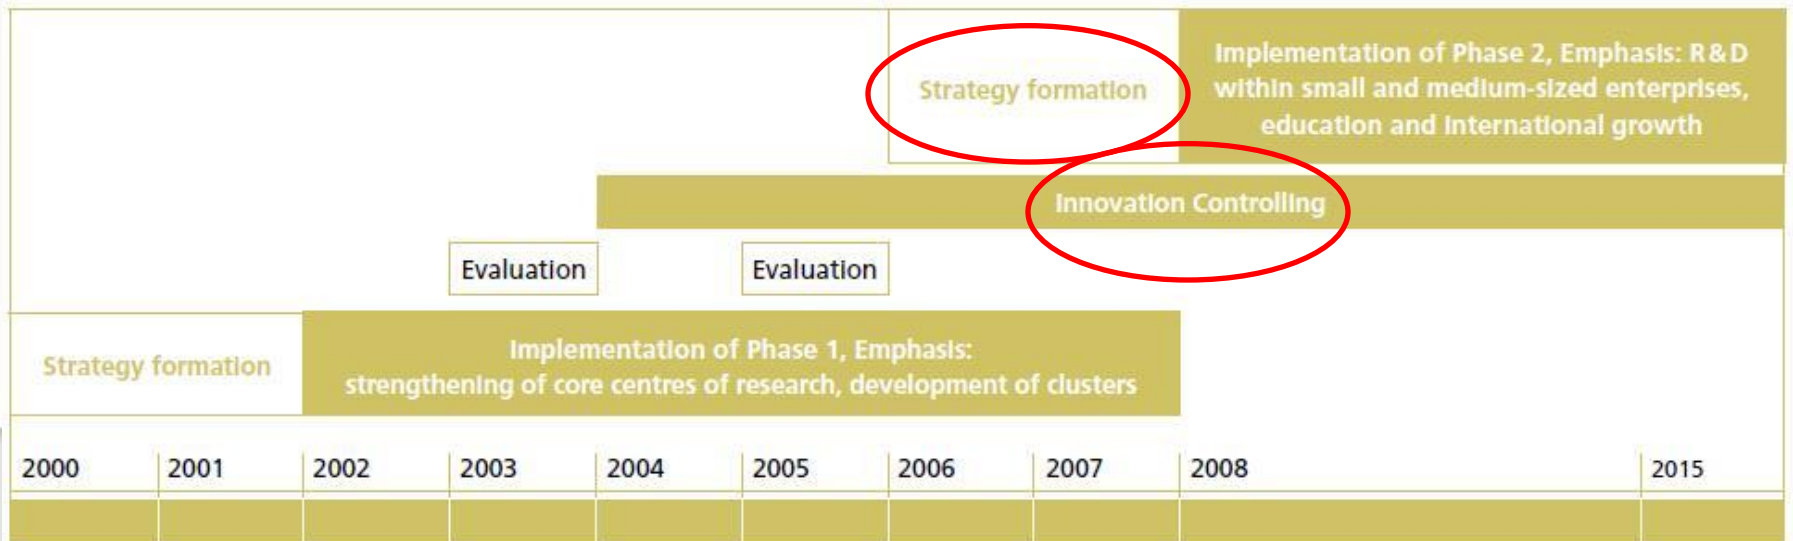 Strategy formation
Implementation of Phase 2, Emphasis: R&D
within small and medium-sized enterprises,
education and international growth
Innovation Controlling
Evaluation
Evaluation
Strategy formation
Implementation of Phase 1, Emphasis:
strengthening of core centres of research, development of clusters
2000 2001 2002 2003 2004 2005 2006 2007 2008 2015